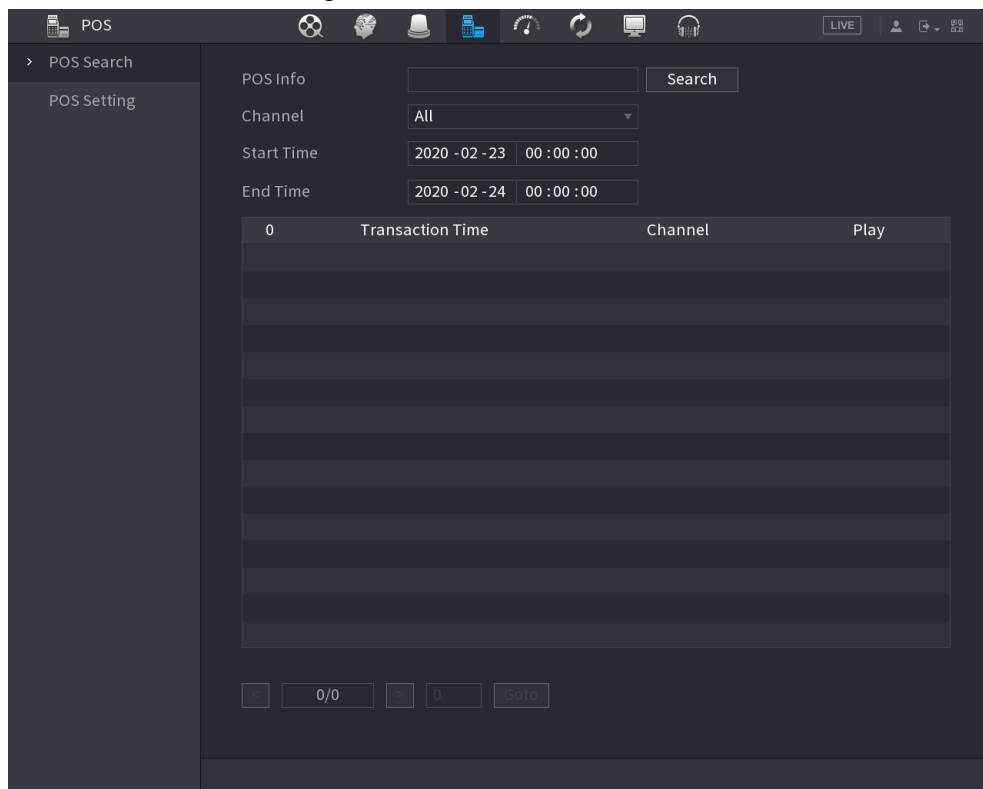 POS
LIVE
POS Search
POS Setting
POS Info Search
Channel All
Start Time 2020 -02 -23 00 :00 :00
End Time 2020 -02 -24 00 :00 :00
0 Transaction Time Channel Play
< 0/0 > 0 Goto